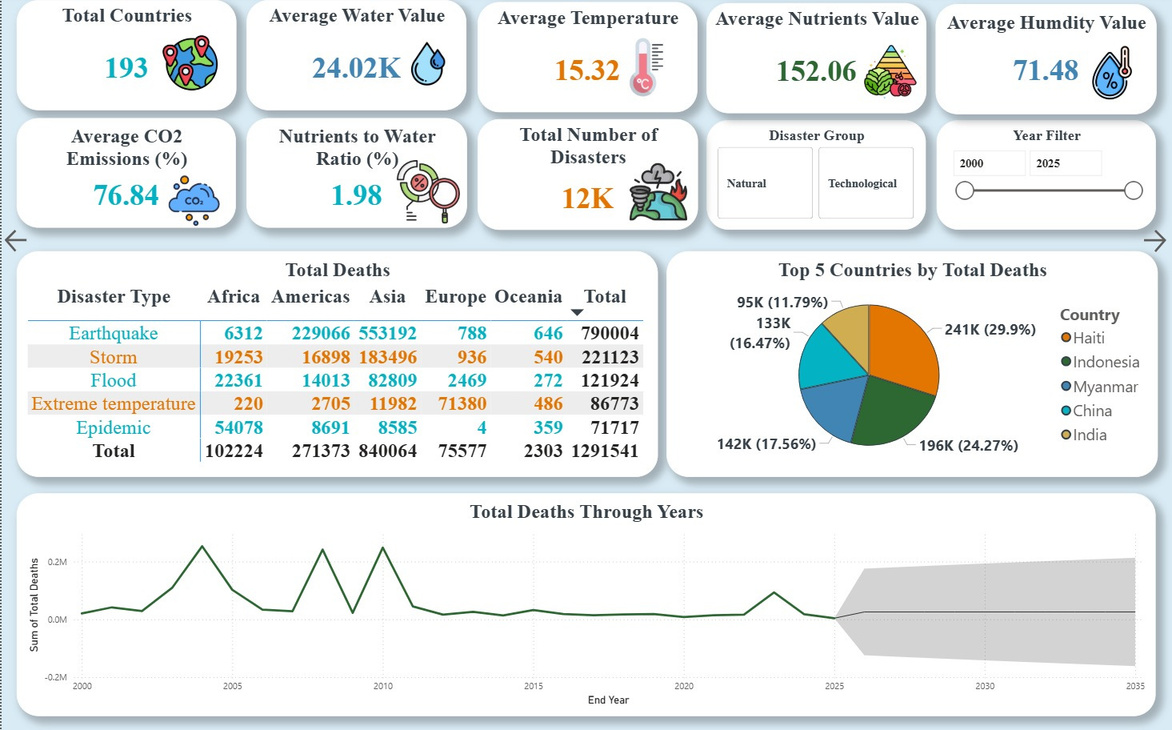 Total Countries
193
Average Water Value
24.02K
Average Temperature
15.32
°C
Average Nutrients Value
152.06
Average Humdity Value
71.48
%
Average CO2
Emissions (%)
76.84
CO₂
Nutrients to Water
Ratio (%)
1.98
%
Total Number of
Disasters
12K
Disaster Group
Natural
Technological
Year Filter
2000 2025
Total Deaths
Disaster Type Africa Americas Asia Europe Oceania Total
Earthquake 6312 229066 553192 788 646 790004
Storm 19253 16898 183496 936 540 221123
Flood 22361 14013 82809 2469 272 121924
Extreme temperature 220 2705 11982 71380 486 86773
Epidemic 54078 8691 8585 4 359 71717
Total 102224 271373 840064 75577 2303 1291541
Top 5 Countries by Total Deaths
95K (11.79%)
133K
(16.47%)
241K (29.9%)
142K (17.56%)
196K (24.27%)
Country
Haiti
Indonesia
Myanmar
China
India
Total Deaths Through Years
Sum of Total Deaths
0.2M
0.0M
-0.2M
2000 2005 2010 2015 2020 2025 2030 2035
End Year